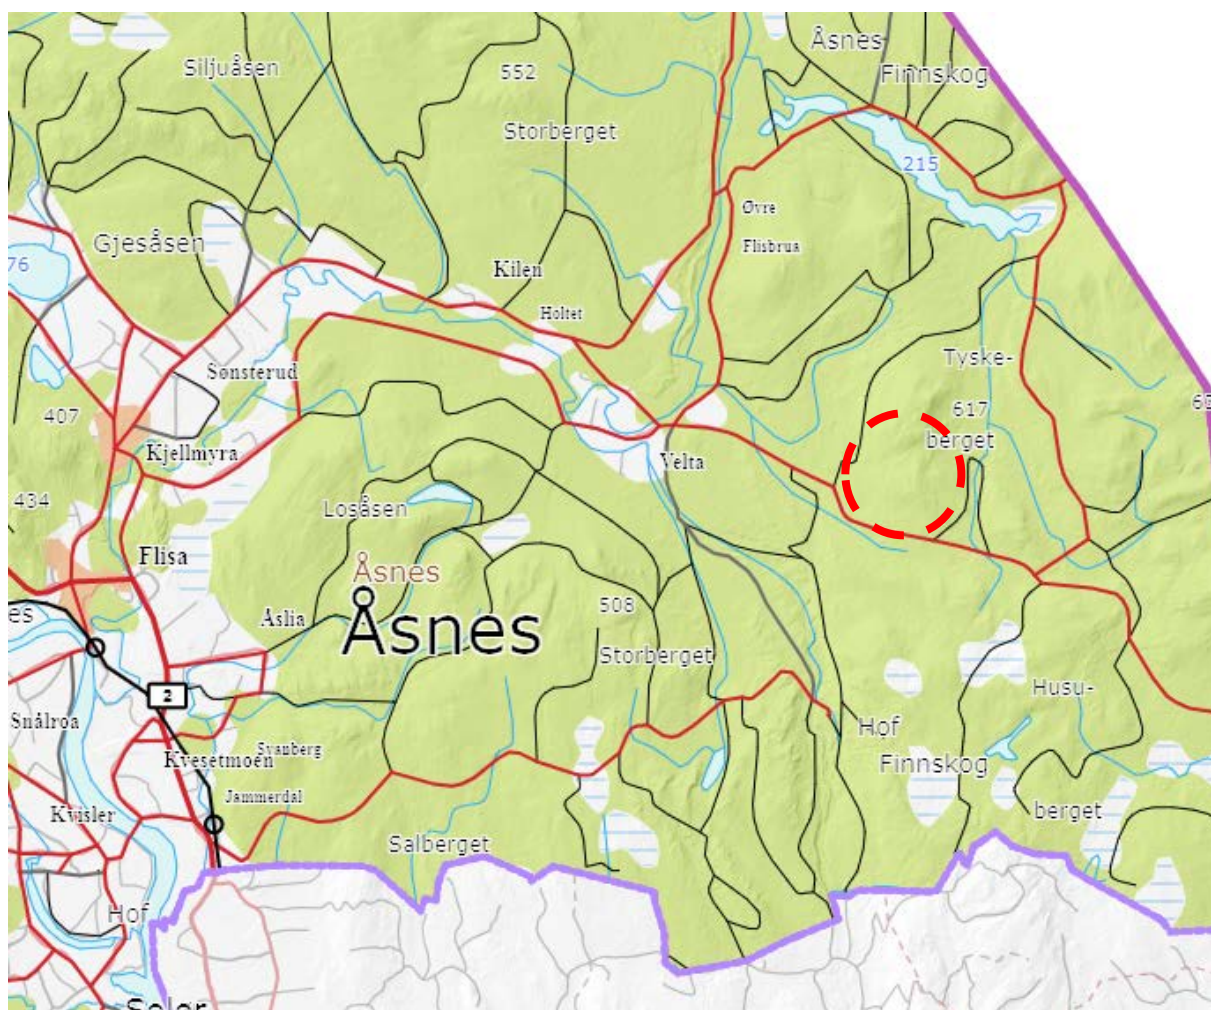 Åsnes
Finnskog
Siljuåsen
552
Storberget
215
Øvre
Flisbrua
Gjesåsen
76
Kilen
Holtet
Sønsterud
Tyske-
617
berget
407
Kjellmyra
Velta
434
Losåsen
Flisa
Åsnes
Åsnes
508
Åslia
Storberget
es
2
Husu-
Snålroa
Hof
Finnskog
Svauberg
Kvesetmoen
Jammerdal
Kvisler
berget
Salberget
Hof